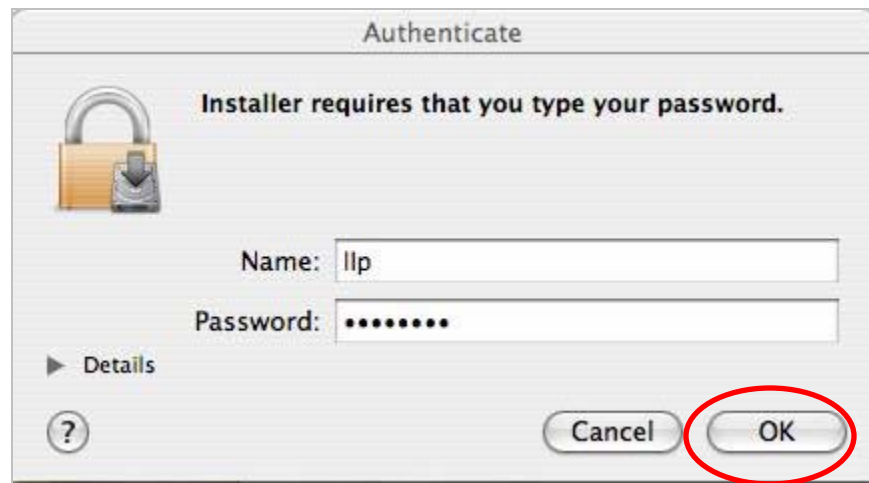 Authenticate
Installer requires that you type your password.
Name: llp
Password: ••••••••
Details
?
Cancel
OK